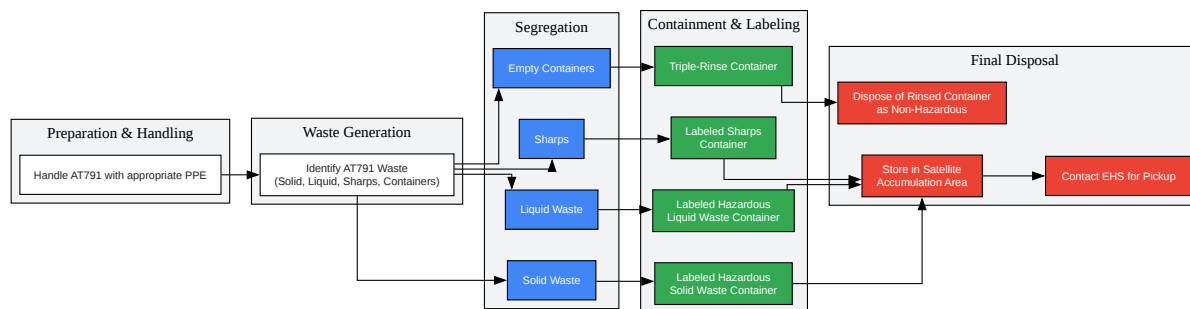 Preparation & Handling
Handle AT791 with appropriate PPE
Waste Generation
Identify AT791 Waste
(Solid, Liquid, Sharps, Containers)
Segregation
Empty Containers
Sharps
Liquid Waste
Solid Waste
Containment & Labeling
Triple-Rinse Container
Labeled Sharps
Container
Labeled Hazardous
Liquid Waste Container
Labeled Hazardous
Solid Waste Container
Final Disposal
Dispose of Rinsed Container
as Non-Hazardous
Store in Satellite
Accumulation Area
Contact EHS for Pickup